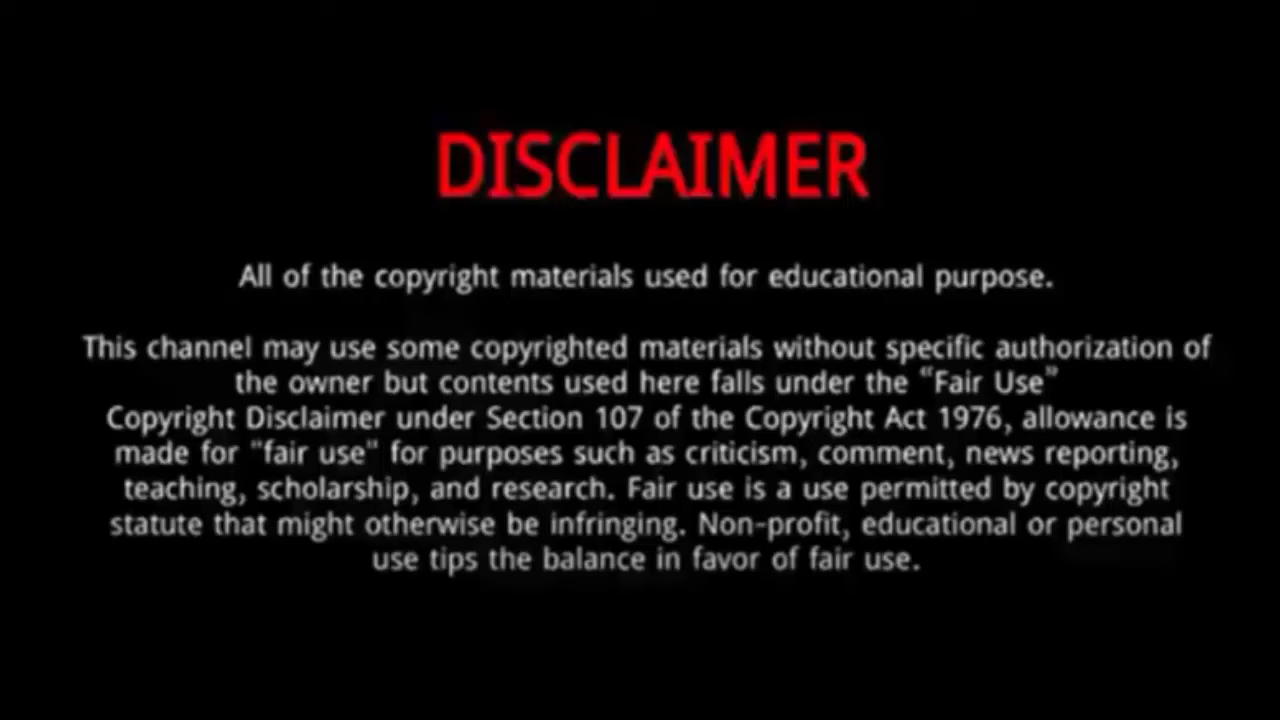 DISCLAIMER
All of the copyright materials used for educational purpose.
This channel may use some copyrighted materials without specific authorization of
the owner but contents used here falls under the “Fair Use”
Copyright Disclaimer under Section 107 of the Copyright Act 1976, allowance is
made for "fair use" for purposes such as criticism, comment, news reporting,
teaching, scholarship, and research. Fair use is a use permitted by copyright
statute that might otherwise be infringing. Non-profit, educational or personal
use tips the balance in favor of fair use.